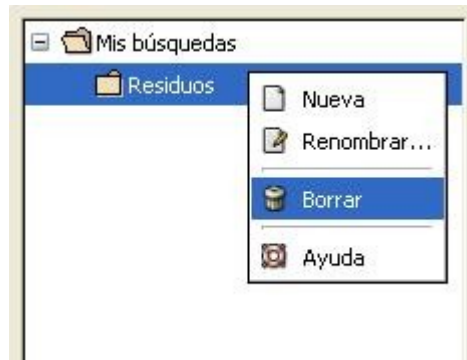 Mis búsquedas
Residuos
Nueva
Renombrar...
Borrar
Ayuda